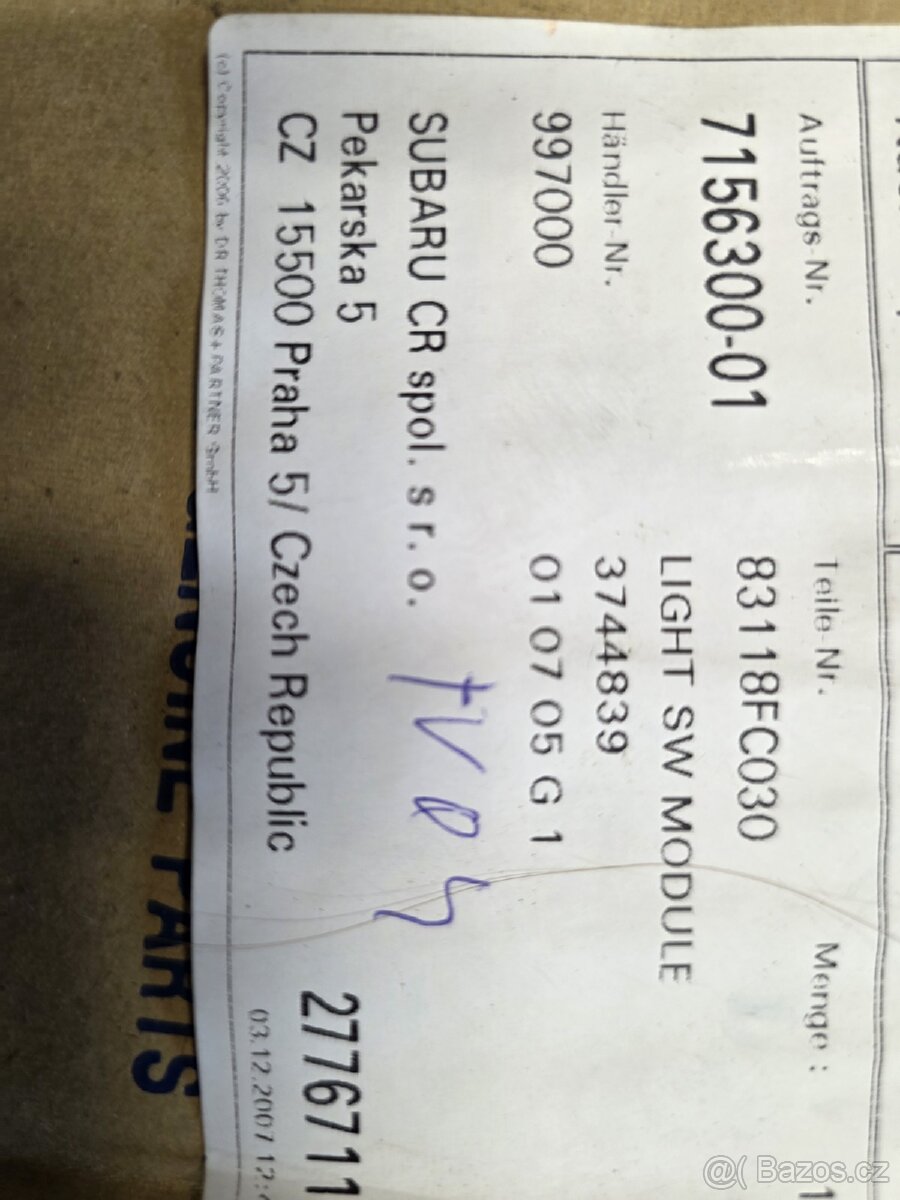 Auftrags-Nr.
7156300-01
Händler-Nr.
997000
SUBARU CR spol. s r. o.
Pekarska 5
CZ 15500 Praha 5/ Czech Republic
Teile-Nr.
83118FC030
LIGHT SW MODULE
3744839
01 07 05 G 1
Menge :
1
2776711
03.12.2007 12:
(c) Copyright 2006 by DR THOMAS + PARTNER GmbH
GENUINE PARTS
@( Bazos.cz